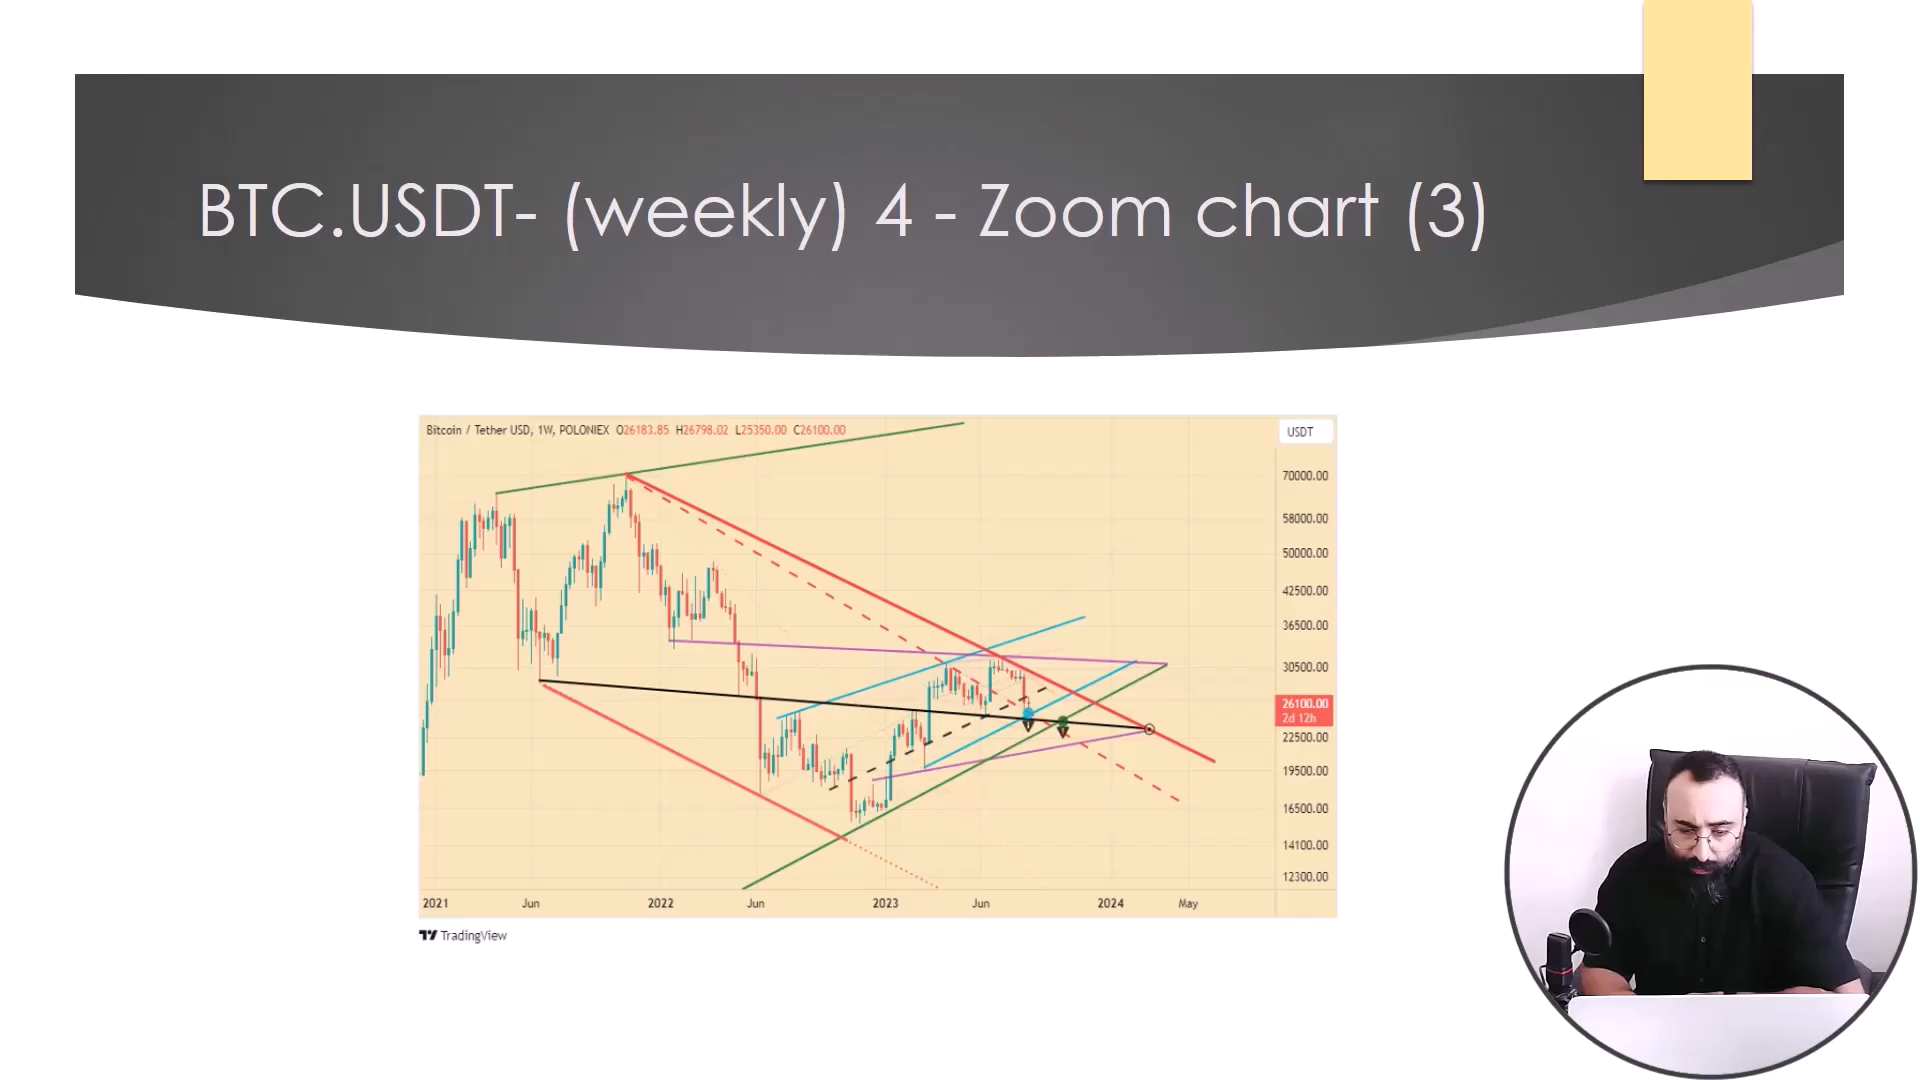 BTC.USDT- (weekly) 4 - Zoom chart (3)
Bitcoin / Tether USD, 1W, POLONIEX O26183.85 H26798.02 L25350.00 C26100.00
USDT
70000.00
58000.00
50000.00
42500.00
36500.00
30500.00
26100.00
2d 12h
22500.00
19500.00
16500.00
14100.00
12300.00
2021 Jun 2022 Jun 2023 Jun 2024 May
TradingView